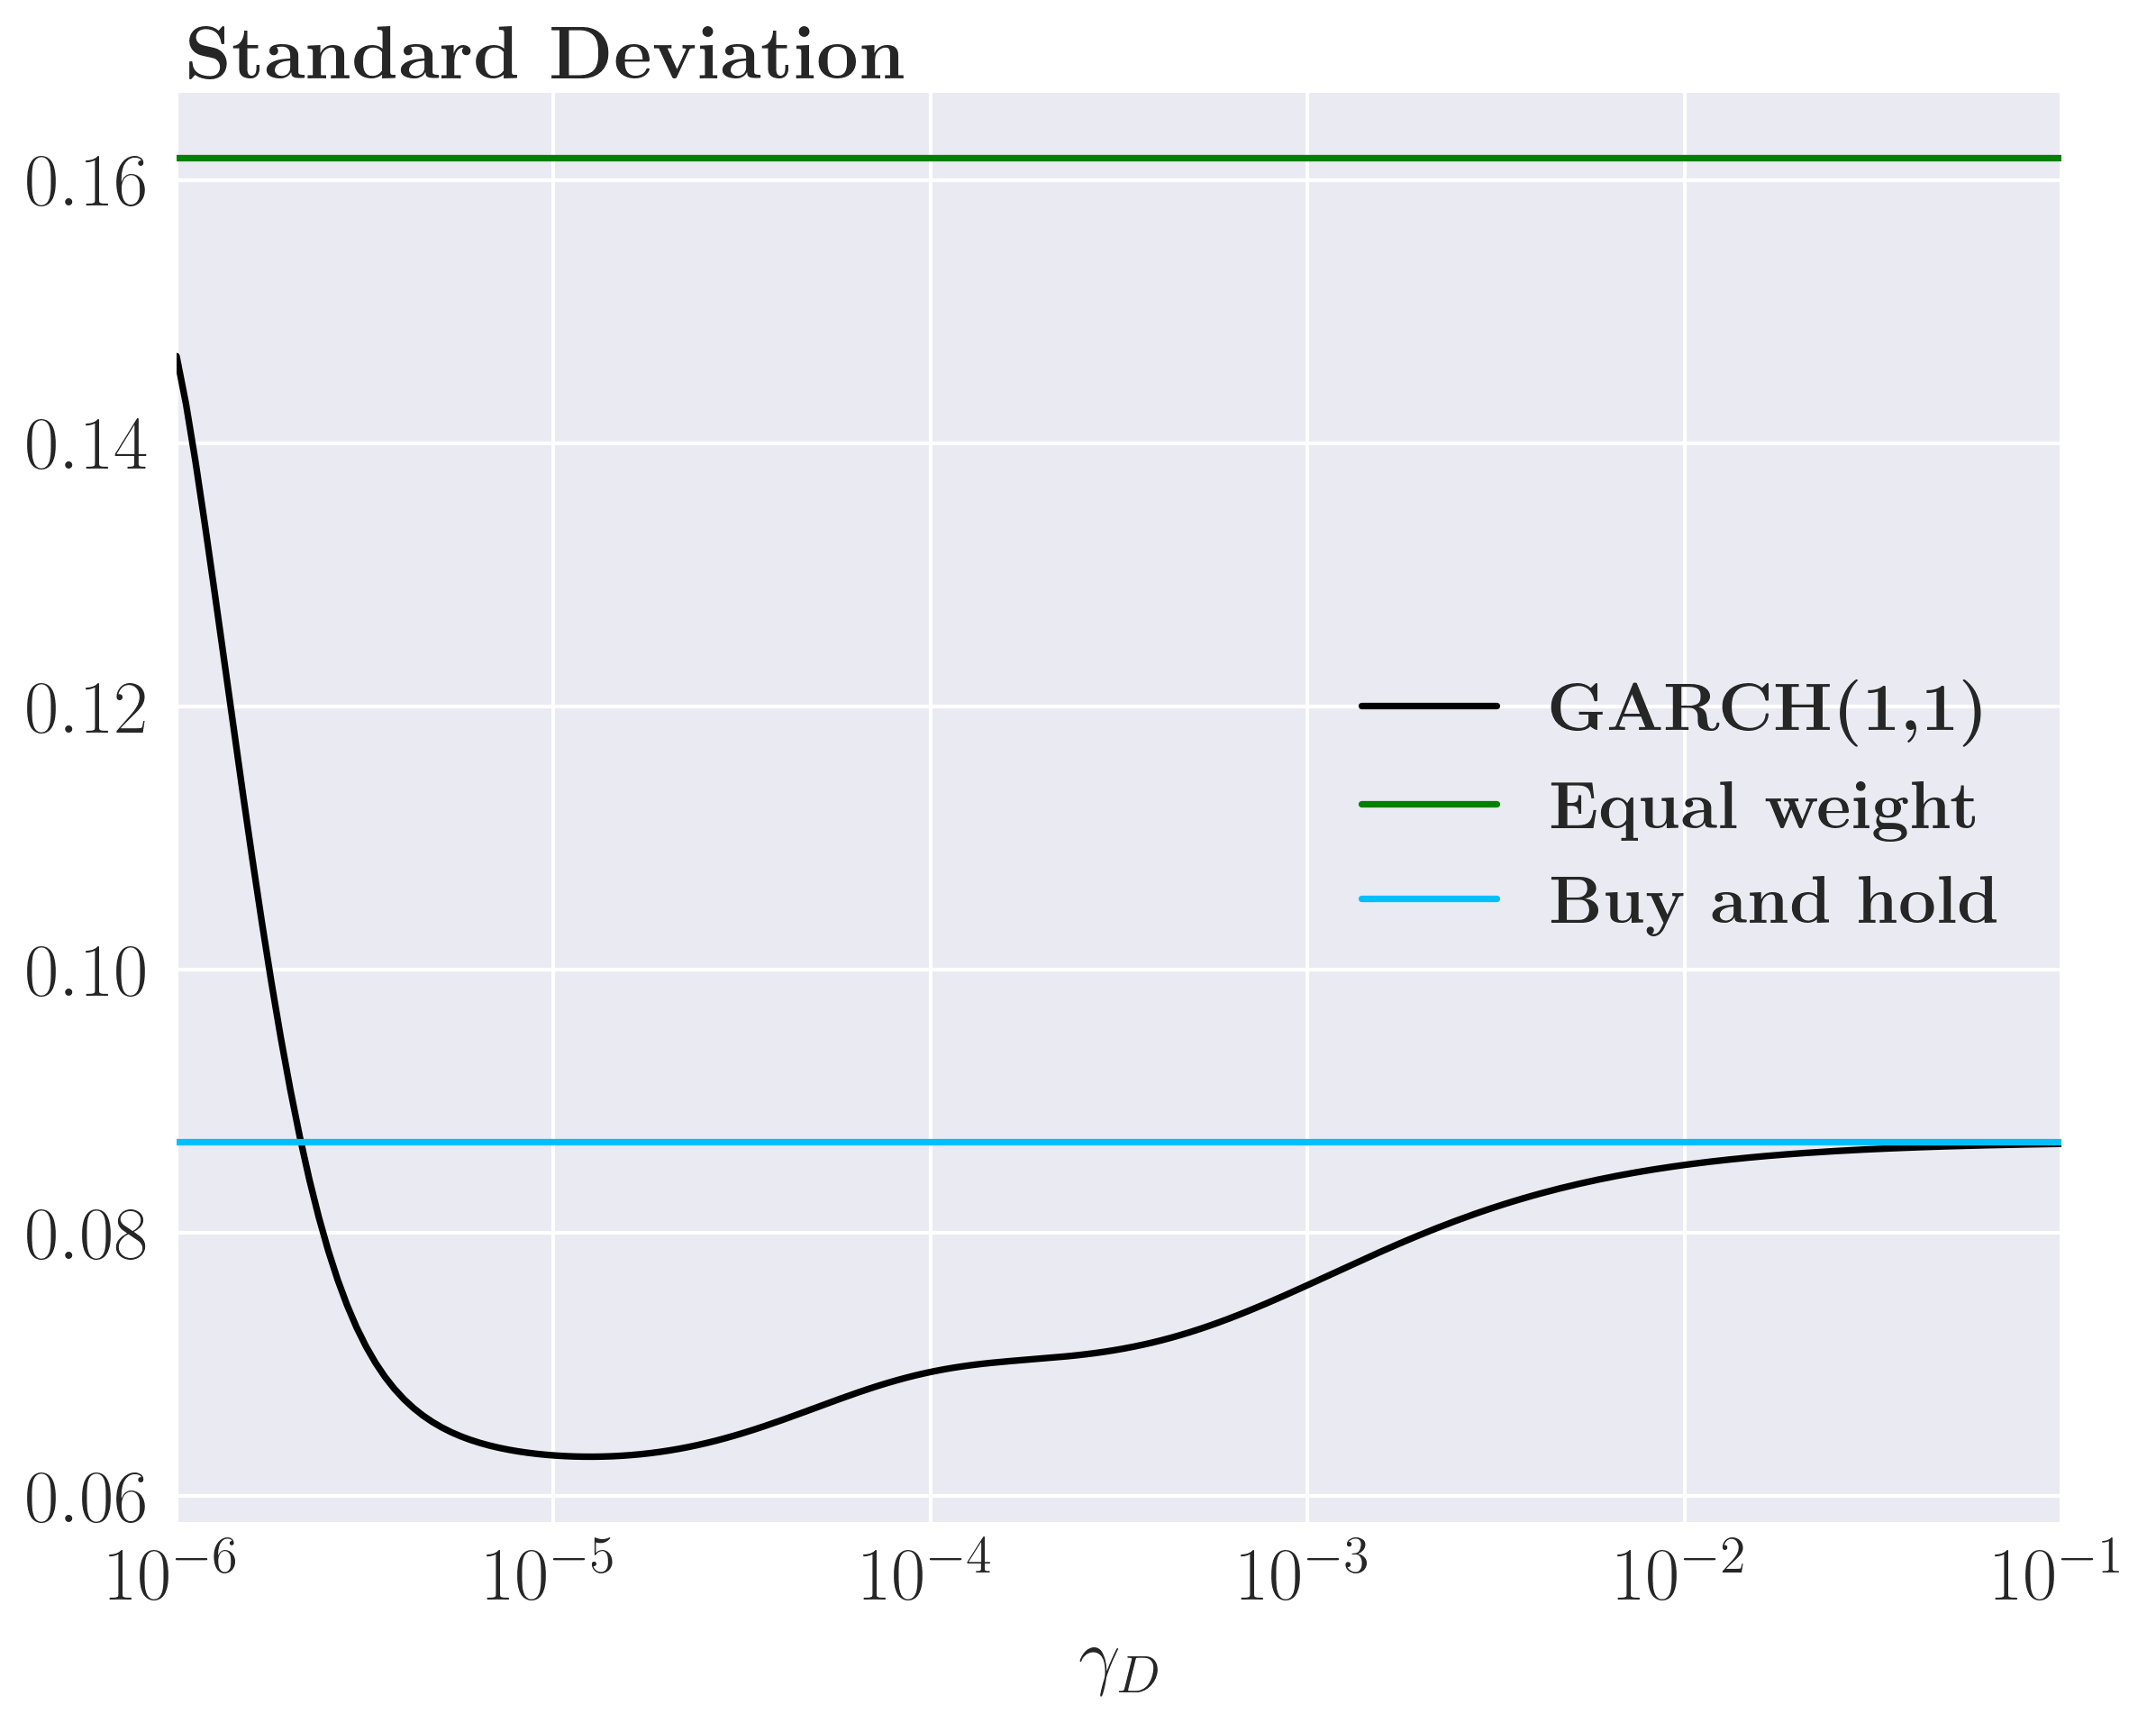 Standard Deviation
0.16
0.14
0.12
0.10
0.08
0.06
GARCH(1,1)
Equal weight
Buy and hold
10⁻⁶ 10⁻⁵ 10⁻⁴ 10⁻³ 10⁻² 10⁻¹
γ_D